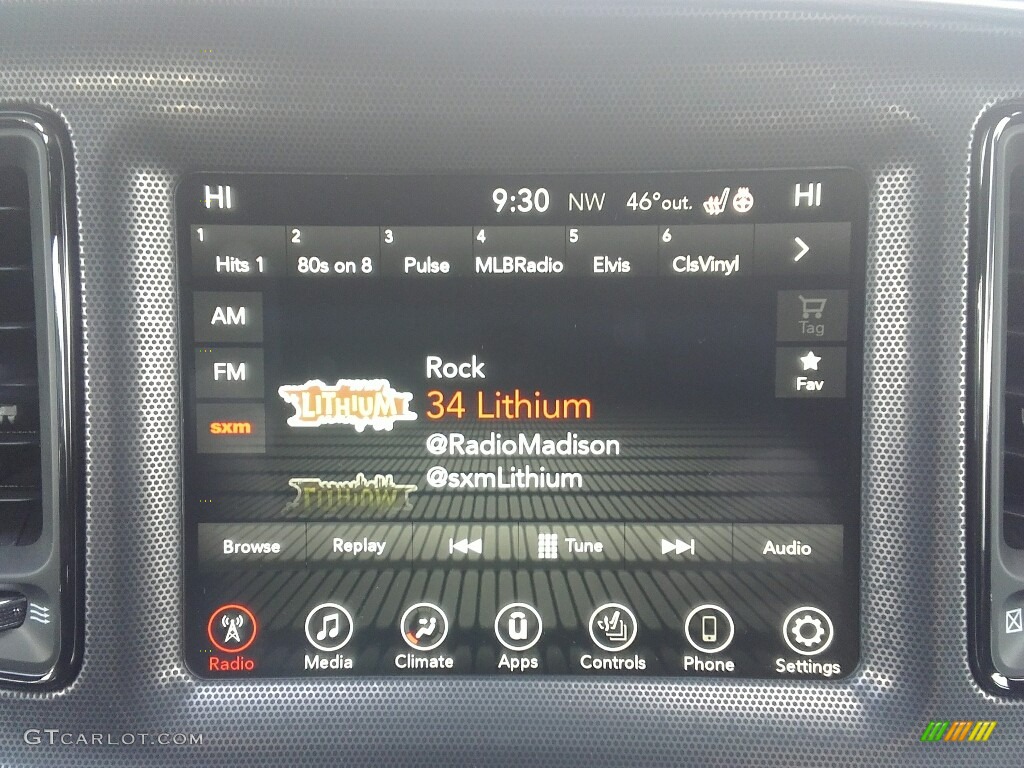 HI 9:30 NW 46°out. HI
1 2 3 4 5 6
Hits 1 80s on 8 Pulse MLBRadio Elvis ClsVinyl
AM
Tag
FM
Fav
sxm
Rock
LITHIUM
34 Lithium
@RadioMadison
@sxmLithium
Browse Replay Tune Audio
Radio Media Climate Apps Controls Phone Settings
GTCARLOT.COM